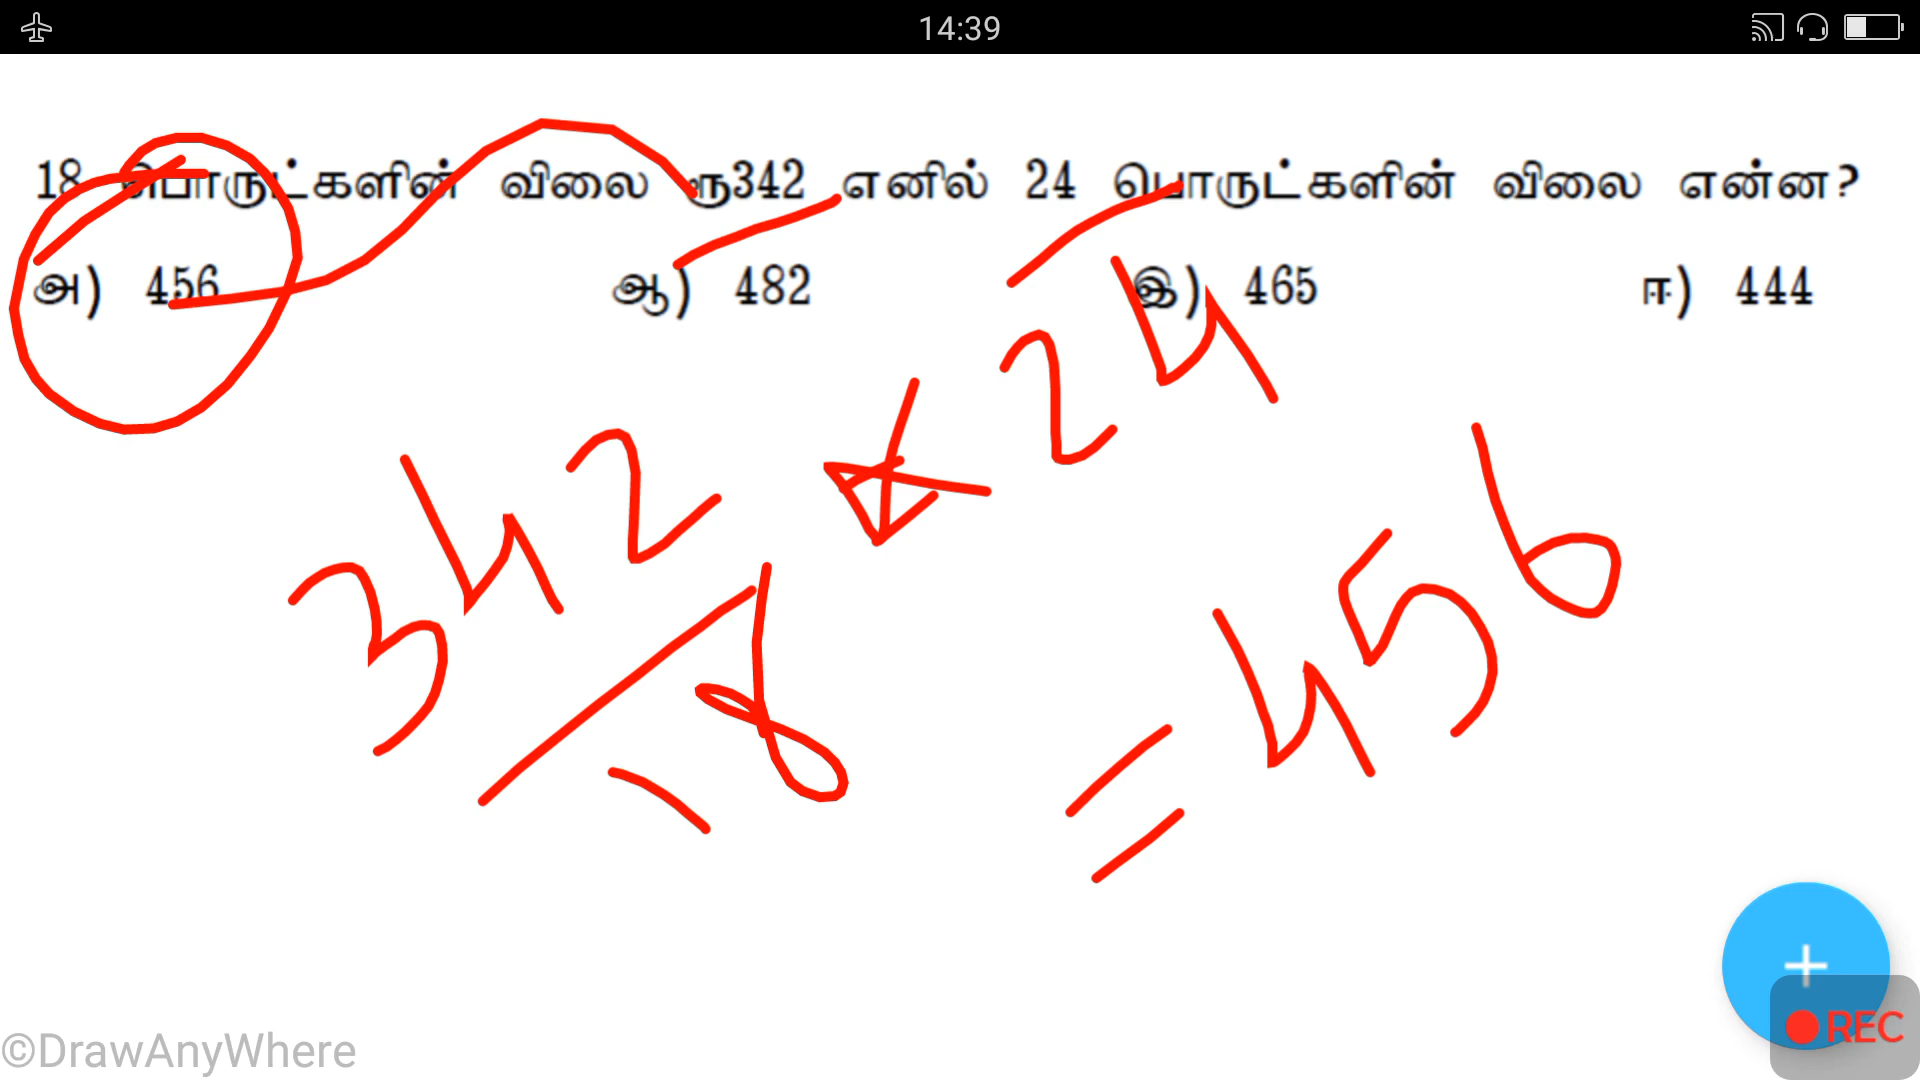 14:39
18 பொருட்களின் விலை ரூ342 எனில் 24 பொருட்களின் விலை என்ன?
அ) 456 ஆ) 482 இ) 465 ஈ) 444
342 × 24
18
= 456
REC
©DrawAnyWhere